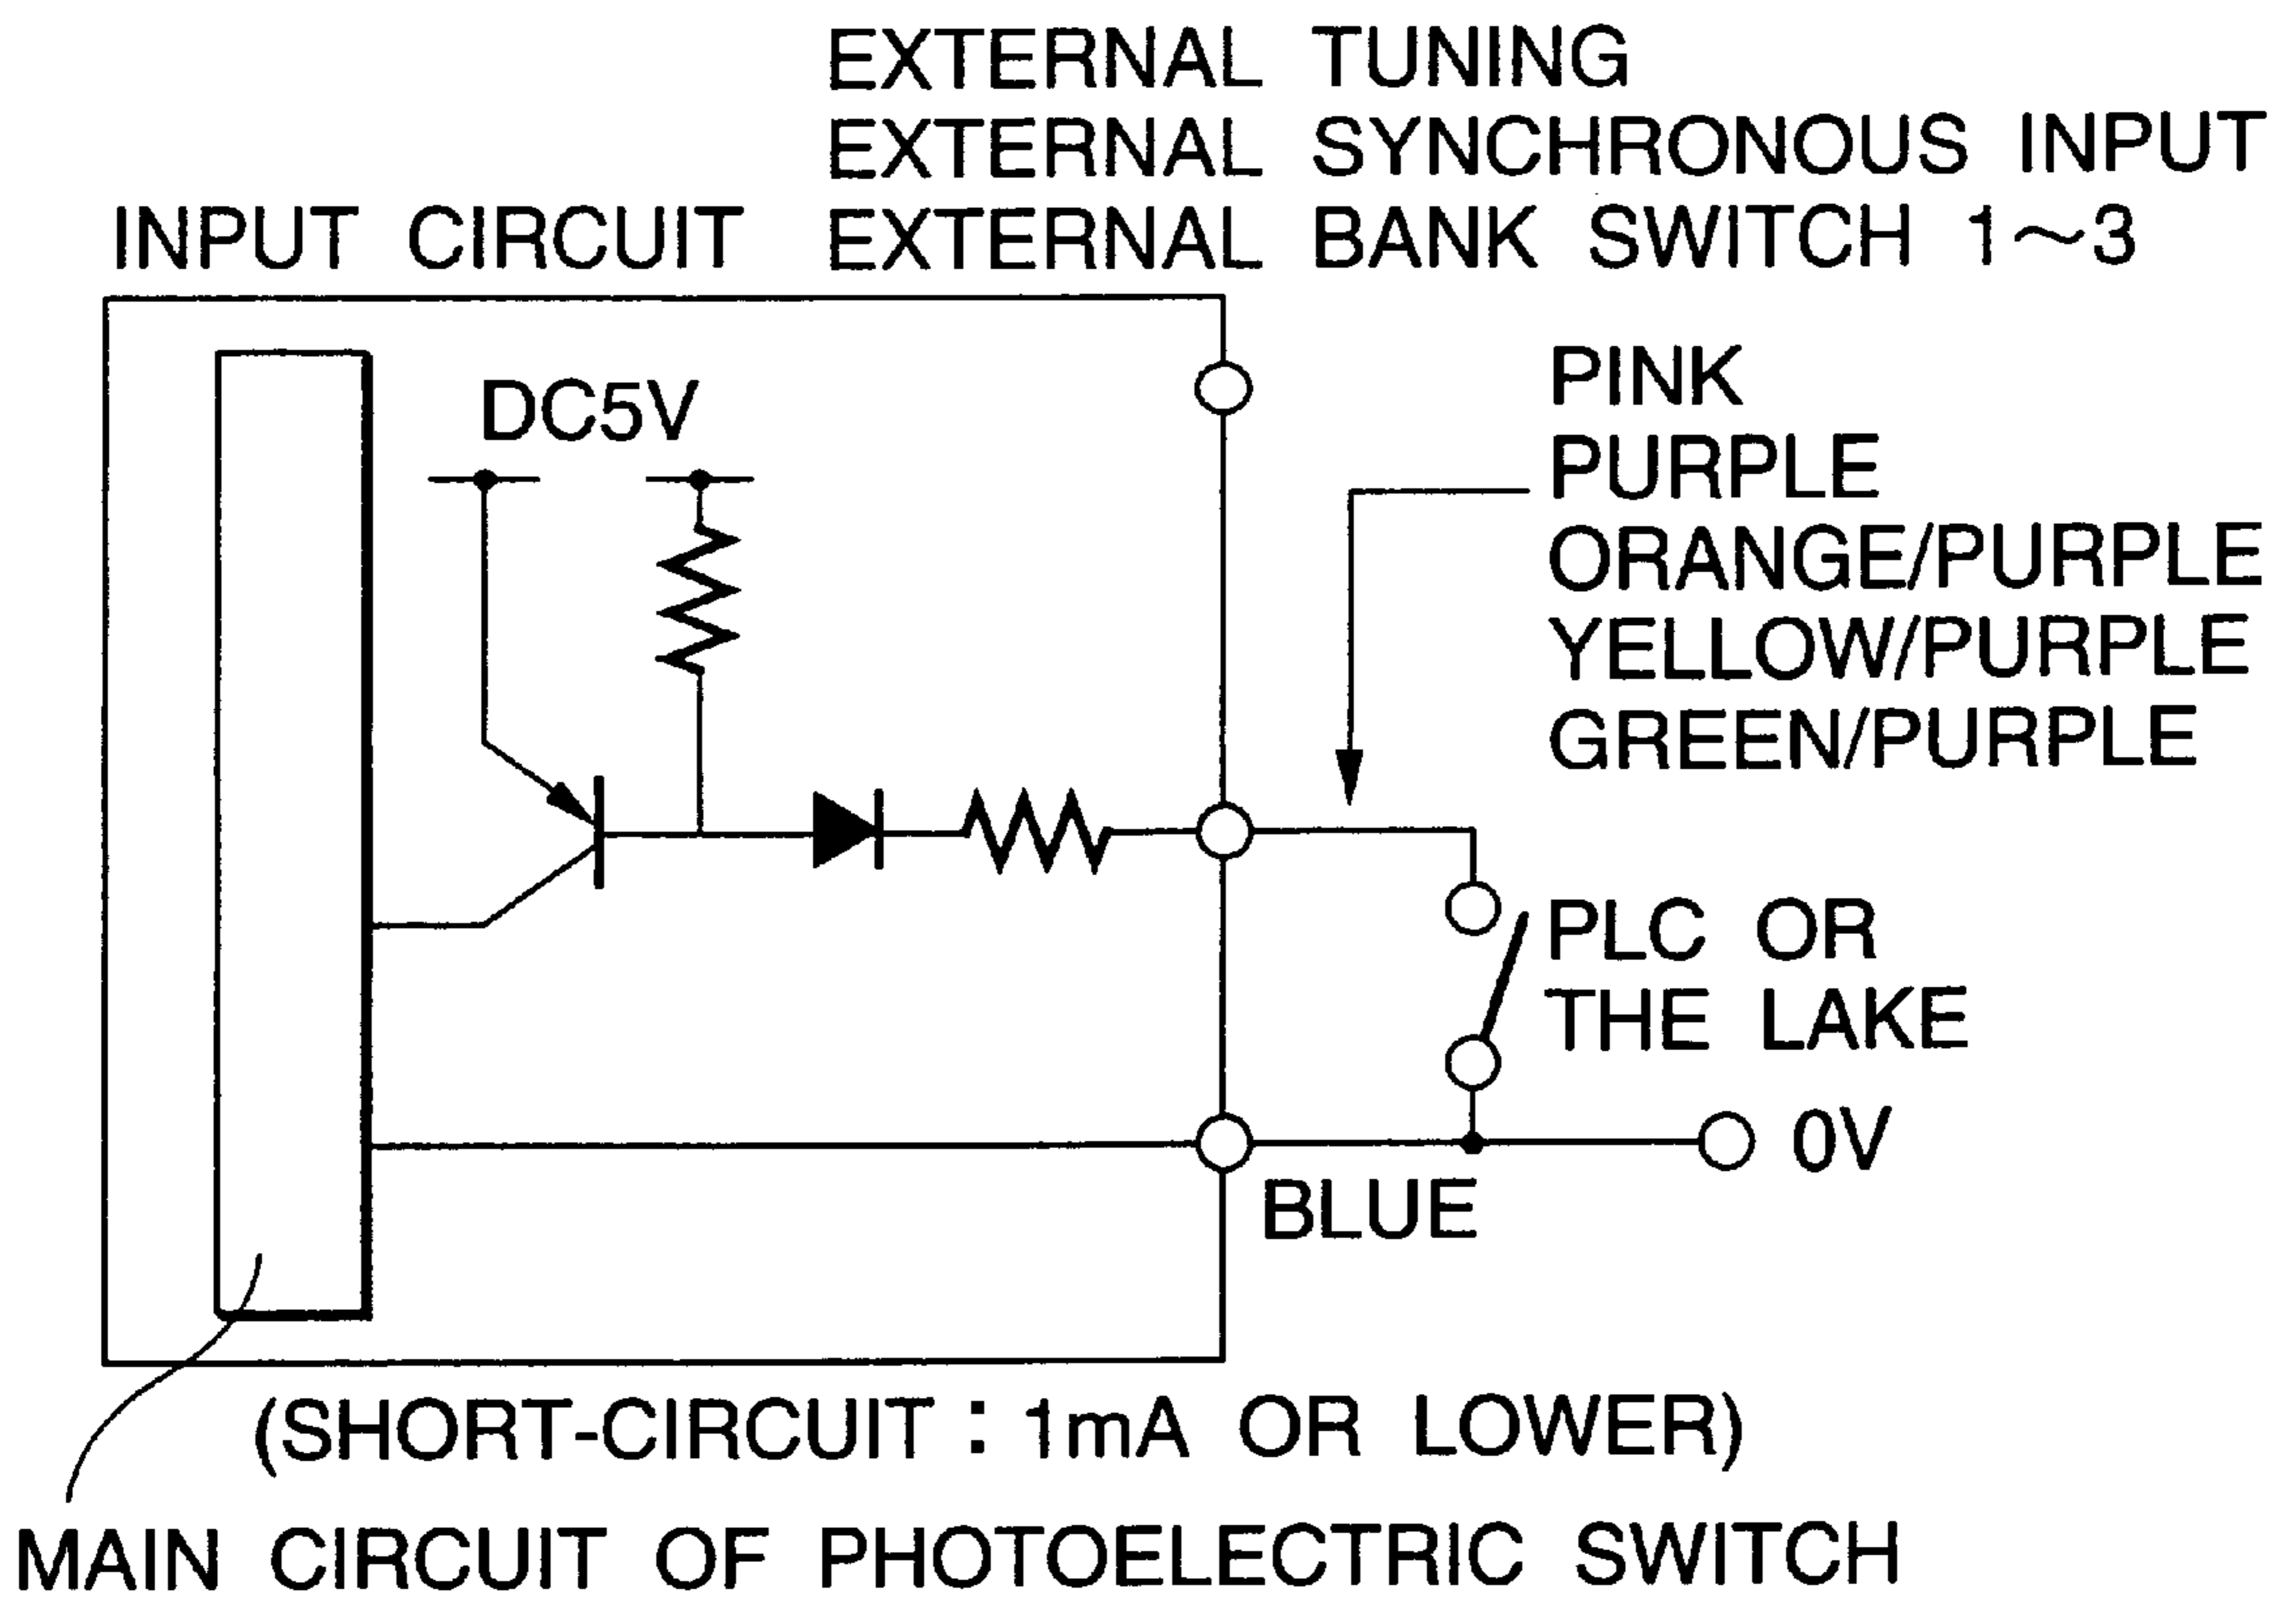 EXTERNAL TUNING
EXTERNAL SYNCHRONOUS INPUT
INPUT CIRCUIT EXTERNAL BANK SWITCH 1～3
DC5V
PINK
PURPLE
ORANGE/PURPLE
YELLOW/PURPLE
GREEN/PURPLE
PLC OR
THE LAKE
0V
BLUE
(SHORT-CIRCUIT : 1mA OR LOWER)
MAIN CIRCUIT OF PHOTOELECTRIC SWITCH